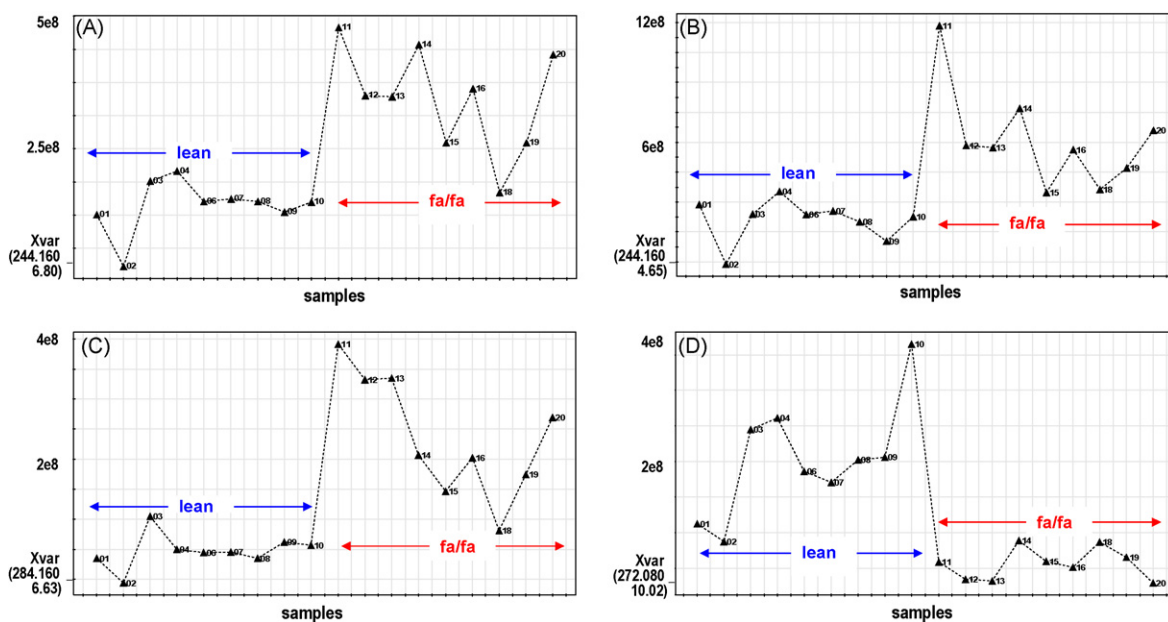 (A)
5e8
2.5e8
Xvar
(244.160
6.80)
lean
fa/fa
01
02
03
04
06
07
08
09
10
11
12
13
14
15
16
18
19
20
samples
(B)
12e8
6e8
Xvar
(244.160
4.65)
lean
fa/fa
01
02
03
04
06
07
08
09
10
11
12
13
14
15
16
18
19
20
samples
(C)
4e8
2e8
Xvar
(284.160
6.63)
lean
fa/fa
01
02
03
04
06
07
08
09
10
11
12
13
14
15
16
18
19
20
samples
(D)
4e8
2e8
Xvar
(272.080
10.02)
lean
fa/fa
01
02
03
04
06
07
08
09
10
11
12
13
14
15
16
18
19
20
samples